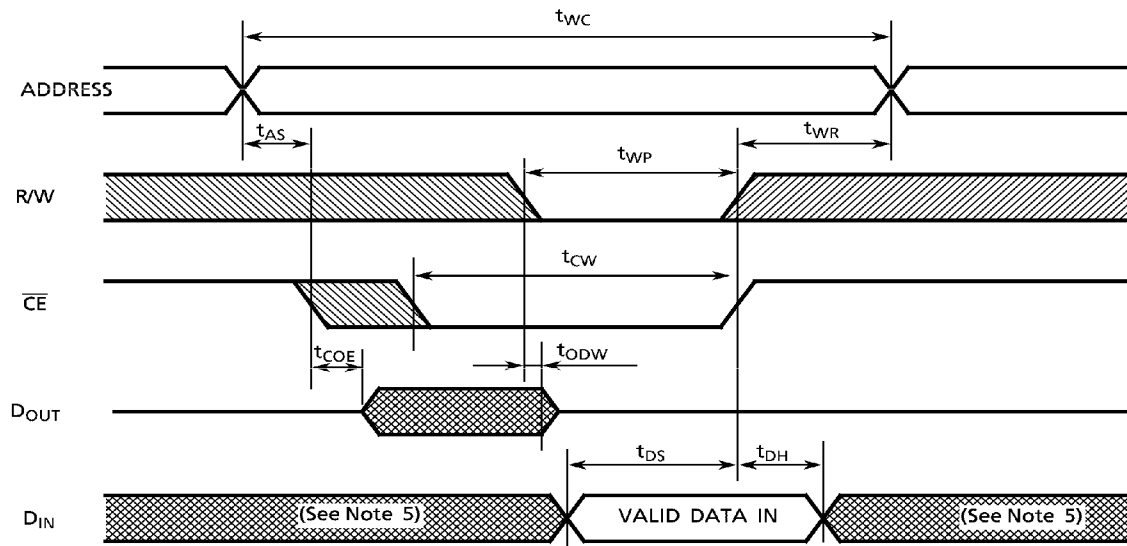 tWC
ADDRESS
tAS
tWR
tWP
R/W
tCW
CE
tCOE
tODW
DOUT
tDS
tDH
DIN
(See Note 5)
VALID DATA IN
(See Note 5)